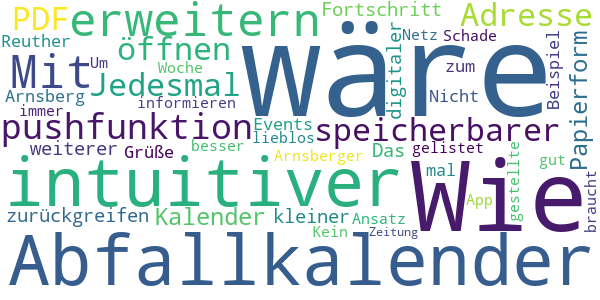 PDF erweitern Fortschritt Adresse
Reuther öffnen wäre Netz Schade
Mit Um Woche digitaler zum Beispiel
Arnsberg Jedesmal Nicht Papierform
immer informieren
pushfunktion Events speicherbarer
weiterer Grüße besser lieblos Das gelistet
Arnsberger mal gut
intuitiver Wie App gestellte braucht
zurückgreifen Kalender kleiner Ansatz
Kein Zeitung
Abfallkalender